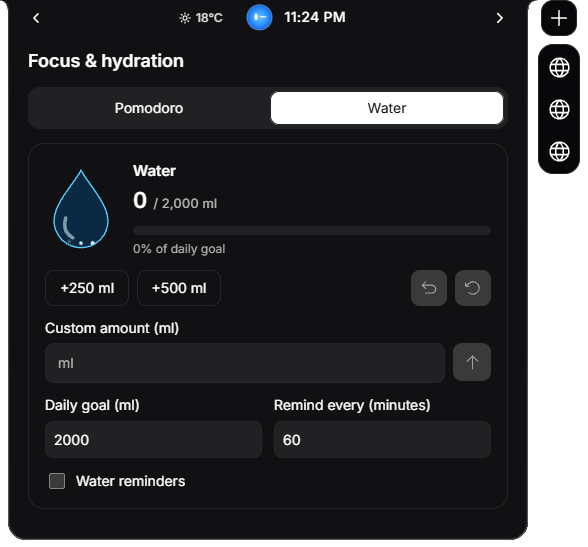 18°C 11:24 PM
Focus & hydration
Pomodoro Water
Water
0 / 2,000 ml
0% of daily goal
+250 ml +500 ml
Custom amount (ml)
ml
Daily goal (ml) Remind every (minutes)
2000 60
Water reminders